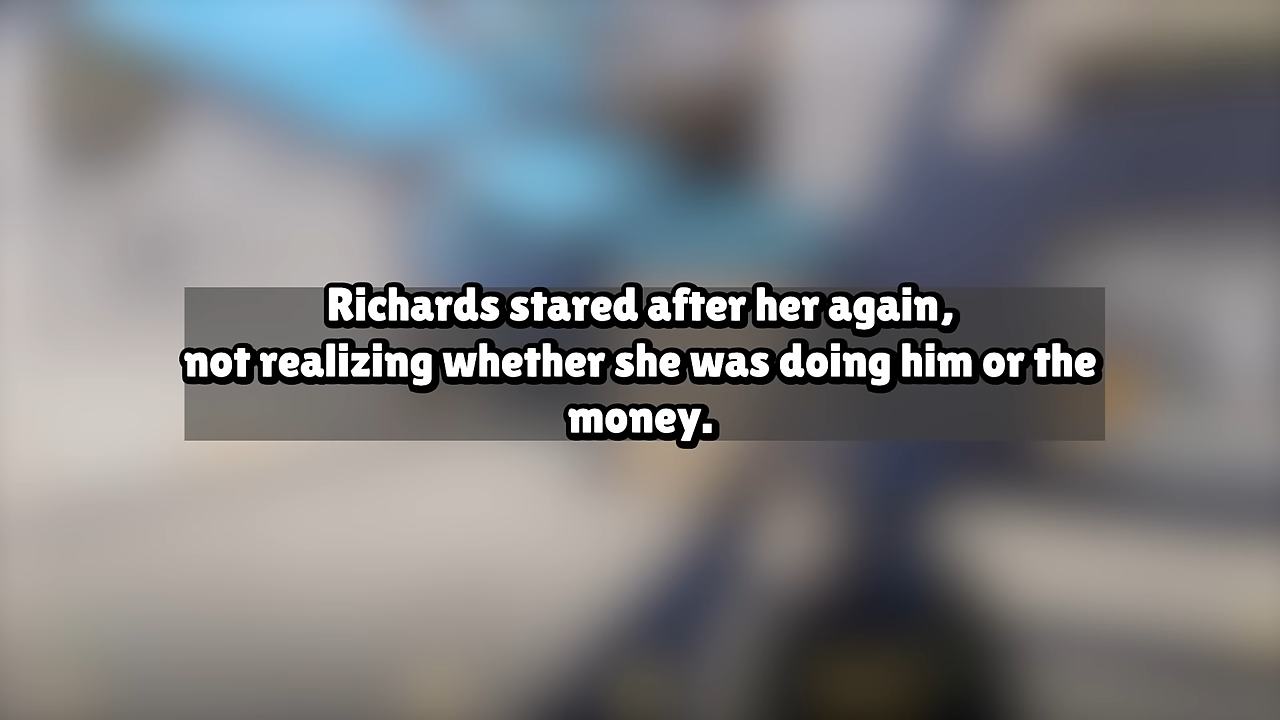 Richards stared after her again,
not realizing whether she was doing him or the
money.